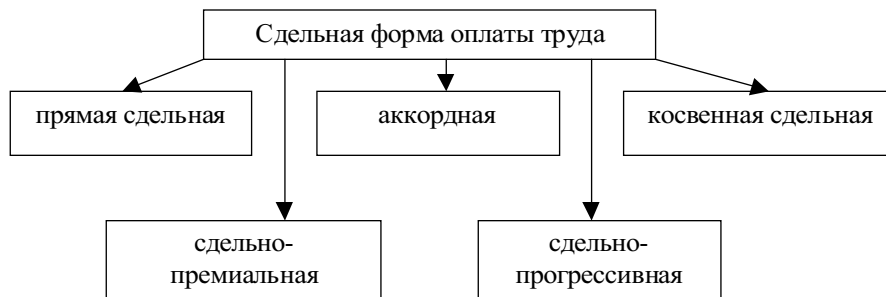 Сдельная форма оплаты труда
прямая сдельная
аккордная
косвенная сдельная
сдельно-
премиальная
сдельно-
прогрессивная